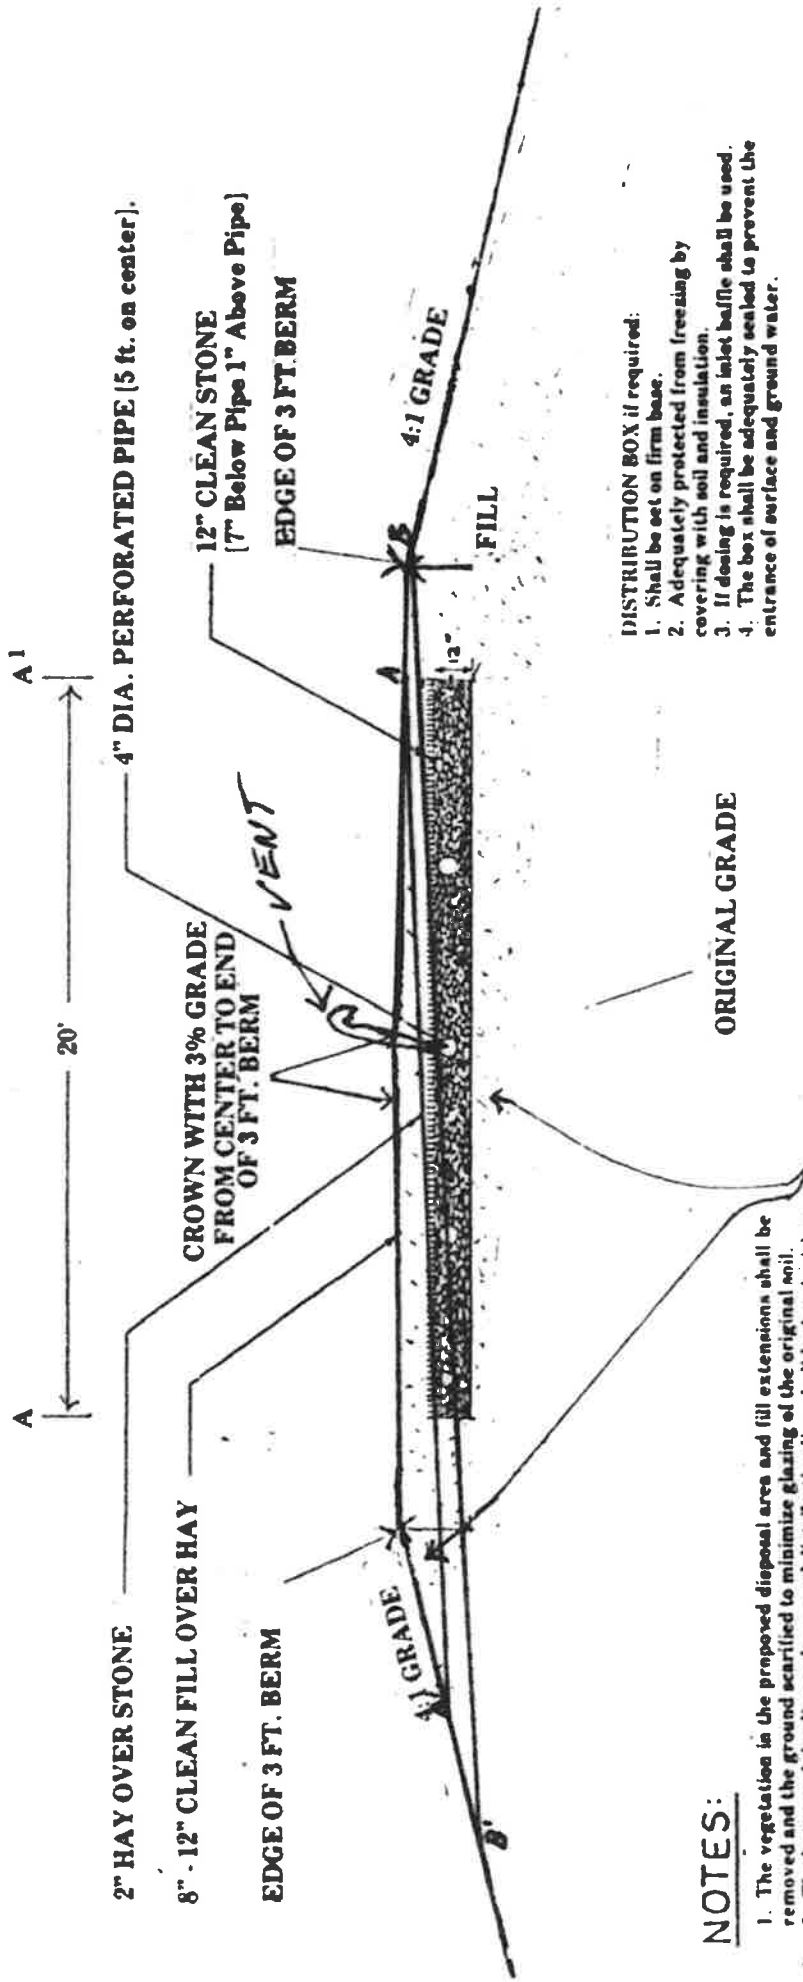 A
A1
20'
2" HAY OVER STONE
8" - 12" CLEAN FILL OVER HAY
EDGE OF 3 FT. BERM
CROWN WITH 3% GRADE
FROM CENTER TO END
OF 3 FT. BERM
VENT
4" DIA. PERFORATED PIPE [5 ft. on center].
12" CLEAN STONE
[7" Below Pipe 1" Above Pipe]
EDGE OF 3 FT. BERM
4:1 GRADE
4:1 GRADE
A
B
B'
12"
FILL
ORIGINAL GRADE
DISTRIBUTION BOX if required:
1. Shall be set on firm base.
2. Adequately protected from freezing by
covering with soil and insulation.
3. If dosing is required, an inlet baffle shall be used.
4. The box shall be adequately sealed to prevent the
entrance of surface and ground water.
NOTES:
1. The vegetation in the proposed disposal area and fill extensions shall be
removed and the ground scarified to minimize glazing of the original soil.